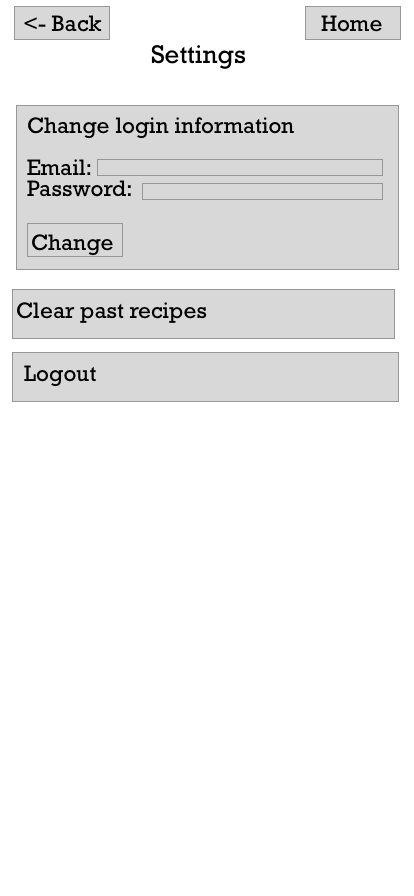 <- Back Home
Settings
Change login information
Email:
Password:
Change
Clear past recipes
Logout